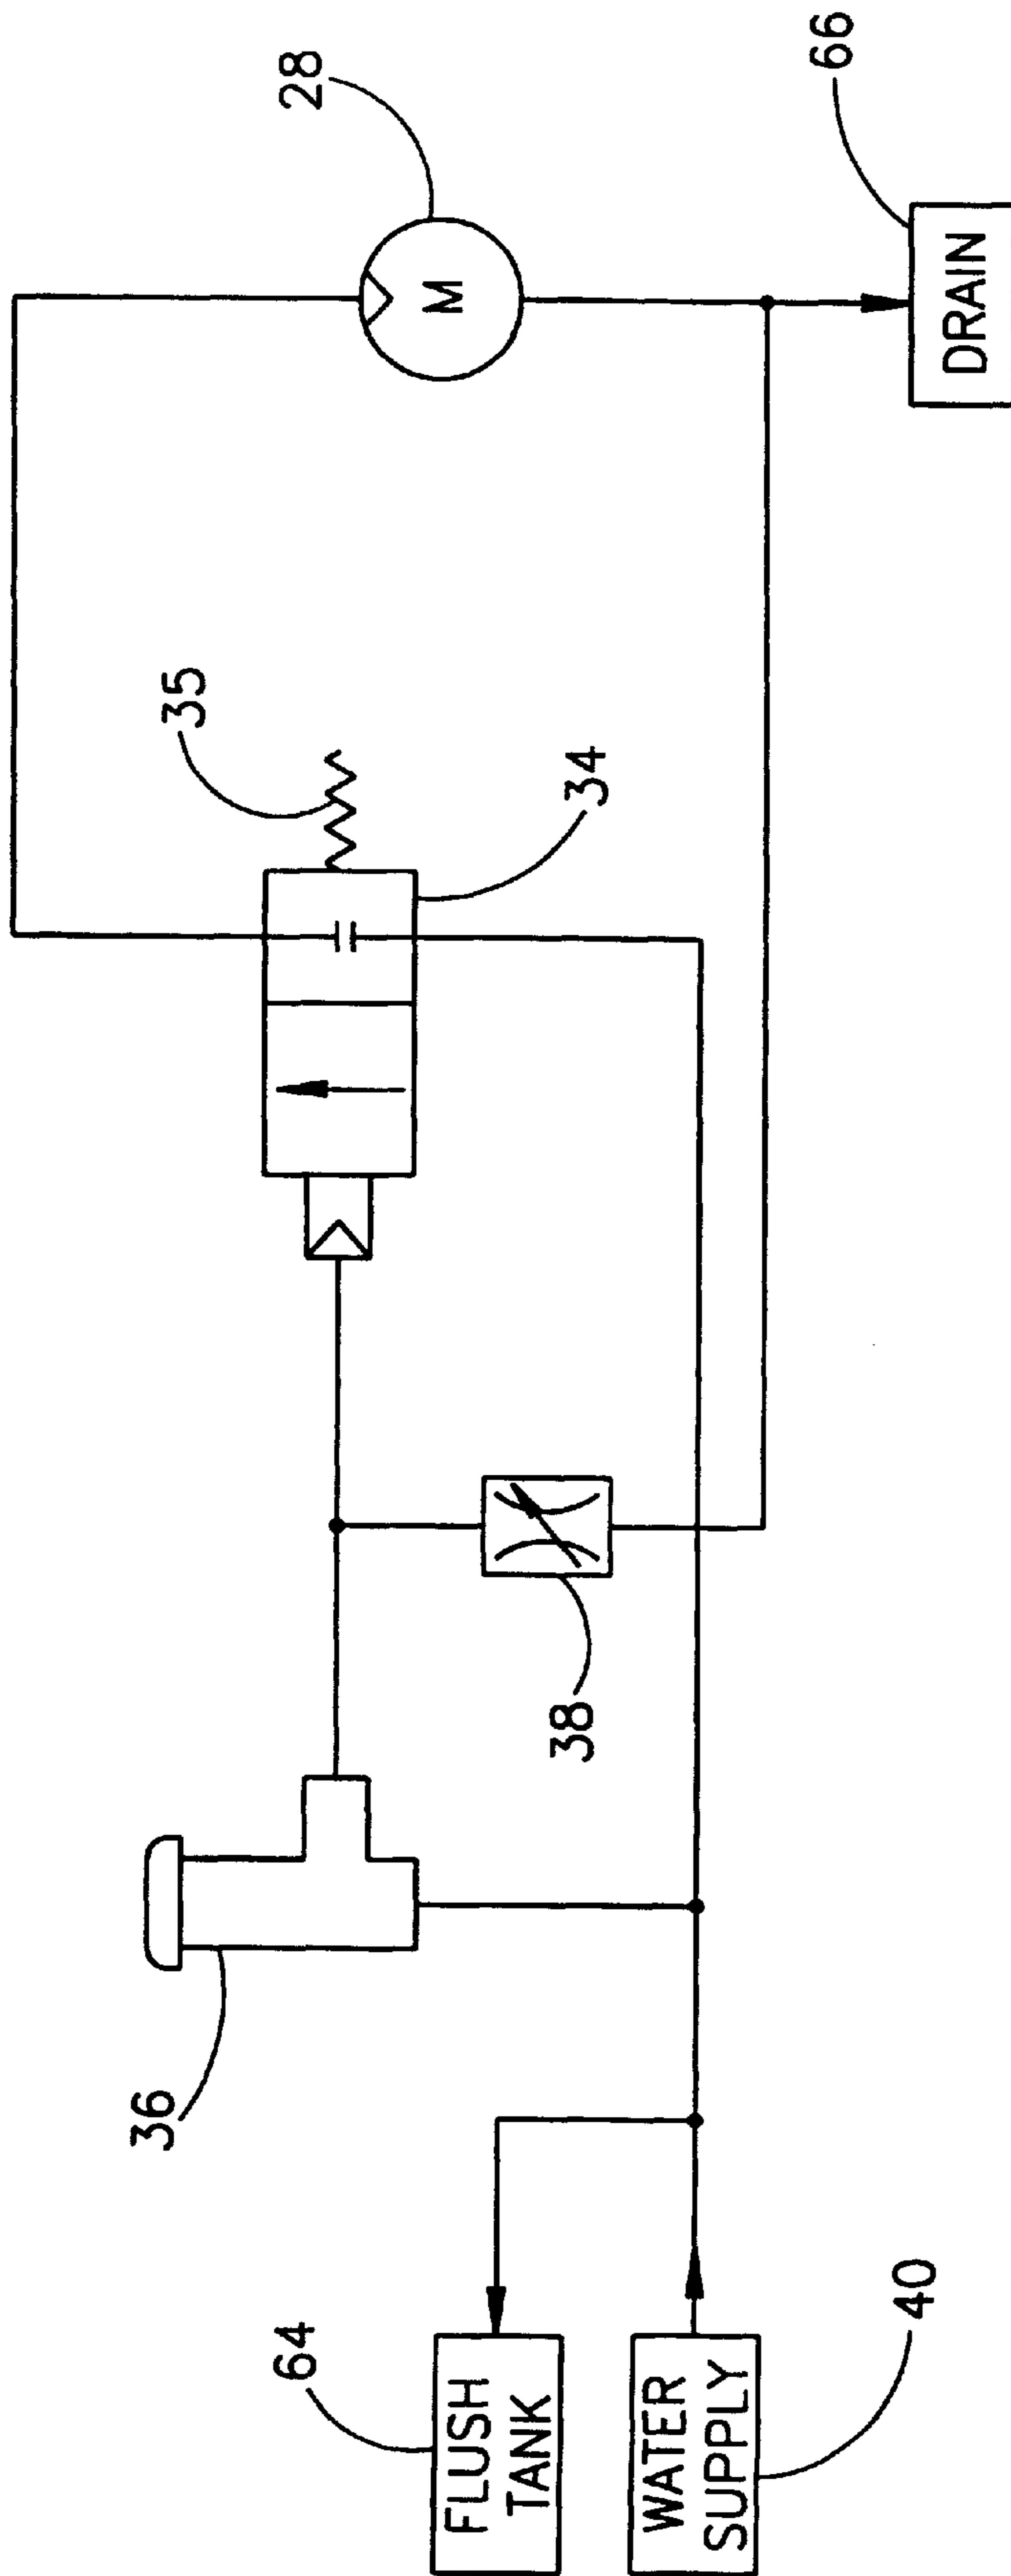 36
35
28
64
FLUSH
TANK
38
34
WATER
SUPPLY
40
M
66
DRAIN